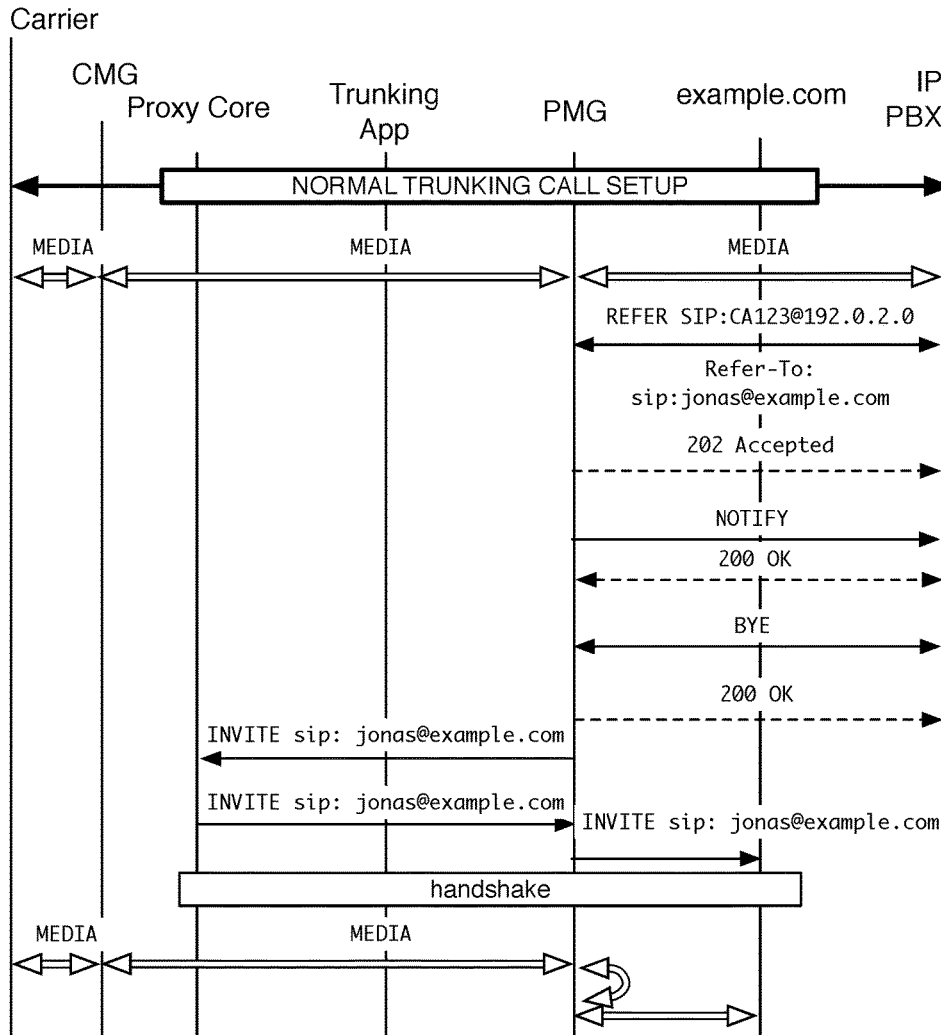 Carrier
CMG
Proxy Core
Trunking
App
PMG
example.com
IP
PBX
NORMAL TRUNKING CALL SETUP
MEDIA
MEDIA
MEDIA
REFER SIP:CA123@192.0.2.0
Refer-To:
sip:jonas@example.com
202 Accepted
NOTIFY
200 OK
BYE
200 OK
INVITE sip: jonas@example.com
INVITE sip: jonas@example.com
INVITE sip: jonas@example.com
handshake
MEDIA
MEDIA